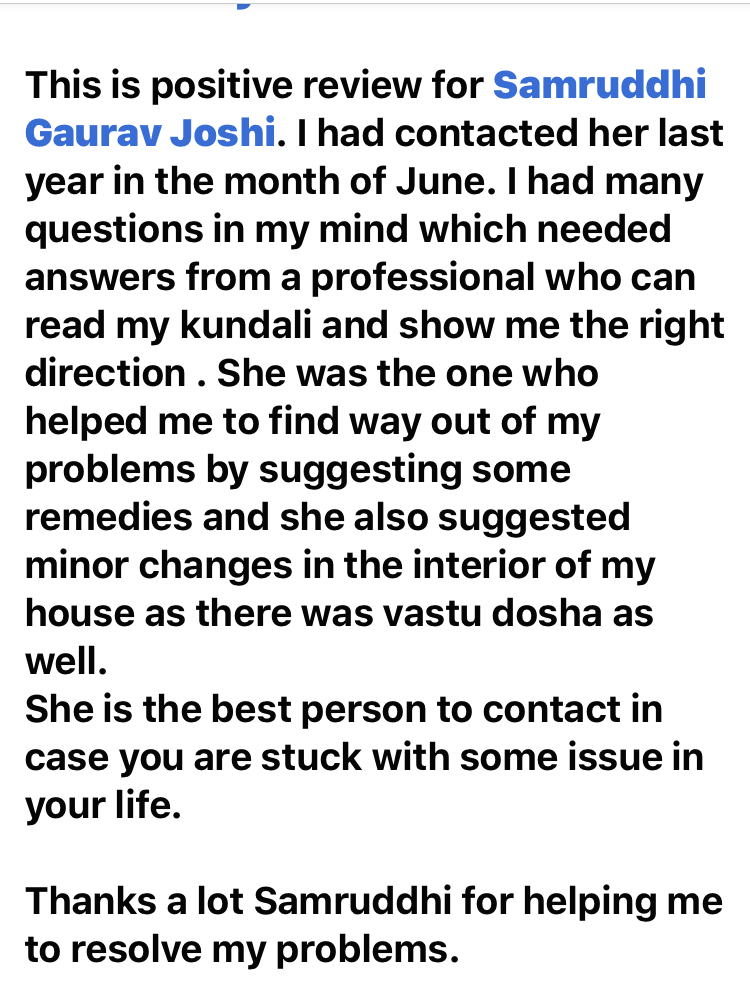 This is positive review for Samruddhi
Gaurav Joshi. I had contacted her last
year in the month of June. I had many
questions in my mind which needed
answers from a professional who can
read my kundali and show me the right
direction . She was the one who
helped me to find way out of my
problems by suggesting some
remedies and she also suggested
minor changes in the interior of my
house as there was vastu dosha as
well.
She is the best person to contact in
case you are stuck with some issue in
your life.
Thanks a lot Samruddhi for helping me
to resolve my problems.